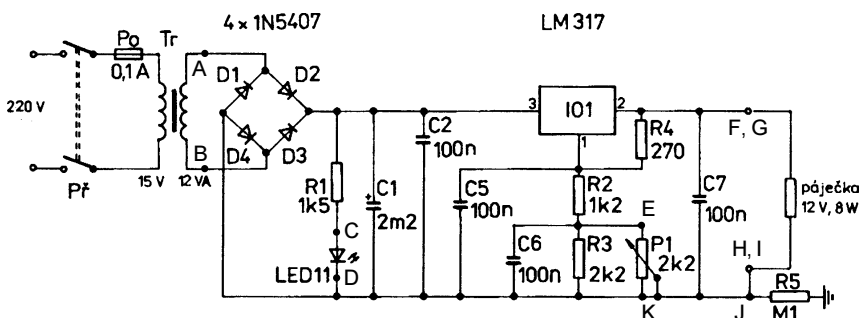 4 x 1N5407
LM317
Po
Tr
0,1A
A
D1
D2
3
IO1
2
220 V
C2
100n
1
R4
270
F, G
B
D4
D3
Př
15 V
12 VA
R1
1k5
C1
+
2m2
C5
100n
R2
1k2
C7
100n
páječka
12 V, 8 W
C
E
C6
100n
R3
2k2
P1
2k2
H, I
LED11
D
R5
K
J
M1